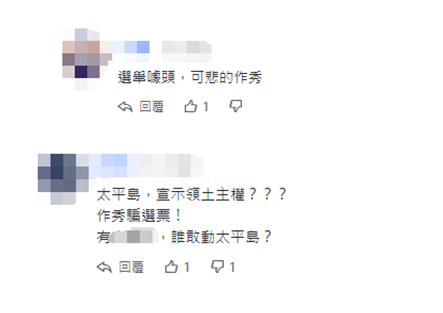 選舉噱頭，可悲的作秀
回覆 1
太平島，宣示領土主權？？？
作秀騙選票！
有，誰敢動太平島？
回覆 1 1